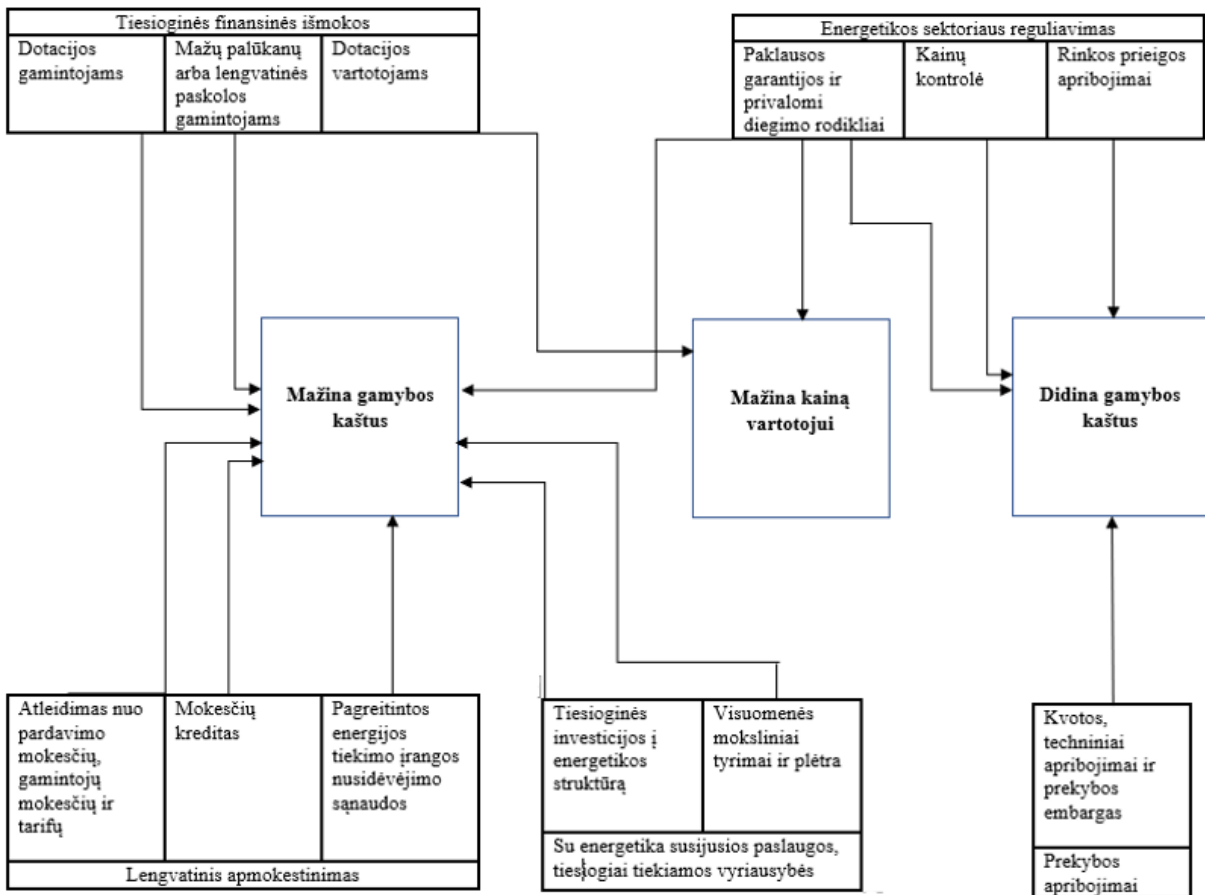 Tiesioginės finansinės išmokos
Dotacijos
gamintojams
Mažų palūkanų
arba lengvatinės
paskolos
gamintojams
Dotacijos
vartotojams
Energetikos sektoriaus reguliavimas
Paklausos
garantijos ir
privalomi
diegimo rodikliai
Kainų
kontrolė
Rinkos prieigos
apribojimai
Mažina gamybos
kaštus
Mažina kainą
vartotojui
Didina gamybos
kaštus
Atleidimas nuo
pardavimo
mokesčių,
gamintojų
mokesčių ir
tarifų
Mokesčių
kreditas
Pagreitintos
energijos
tiekimo įrangos
nusidėvėjimo
sąnaudos
Lengvatinis apmokestinimas
Tiesioginės
investicijos į
energetikos
struktūrą
Visuomenės
moksliniai
tyrimai ir plėtra
Su energetika susijusios paslaugos,
tiesiogiai tiekiamos vyriausybės
Kvotos,
techniniai
apribojimai ir
prekybos
embargas
Prekybos
apribojimai